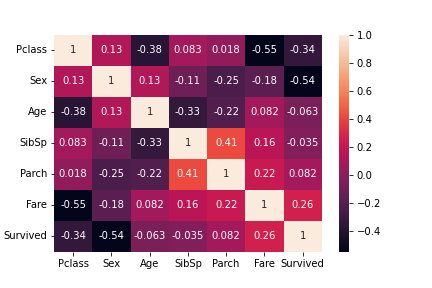 Pclass 1 0.13 -0.38 0.083 0.018 -0.55 -0.34
Sex 0.13 1 0.13 -0.11 -0.25 -0.18 -0.54
Age -0.38 0.13 1 -0.33 -0.22 0.082 -0.063
SibSp 0.083 -0.11 -0.33 1 0.41 0.16 -0.035
Parch 0.018 -0.25 -0.22 0.41 1 0.22 0.082
Fare -0.55 -0.18 0.082 0.16 0.22 1 0.26
Survived -0.34 -0.54 -0.063 -0.035 0.082 0.26 1
Pclass Sex Age SibSp Parch Fare Survived
1.0
0.8
0.6
0.4
0.2
0.0
−0.2
−0.4